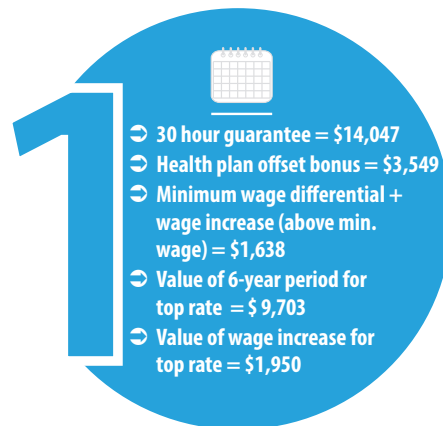 1
➲ 30 hour guarantee = $14,047
➲ Health plan offset bonus = $3,549
➲ Minimum wage differential +
wage increase (above min.
wage) = $1,638
➲ Value of 6-year period for
top rate = $ 9,703
➲ Value of wage increase for
top rate = $1,950